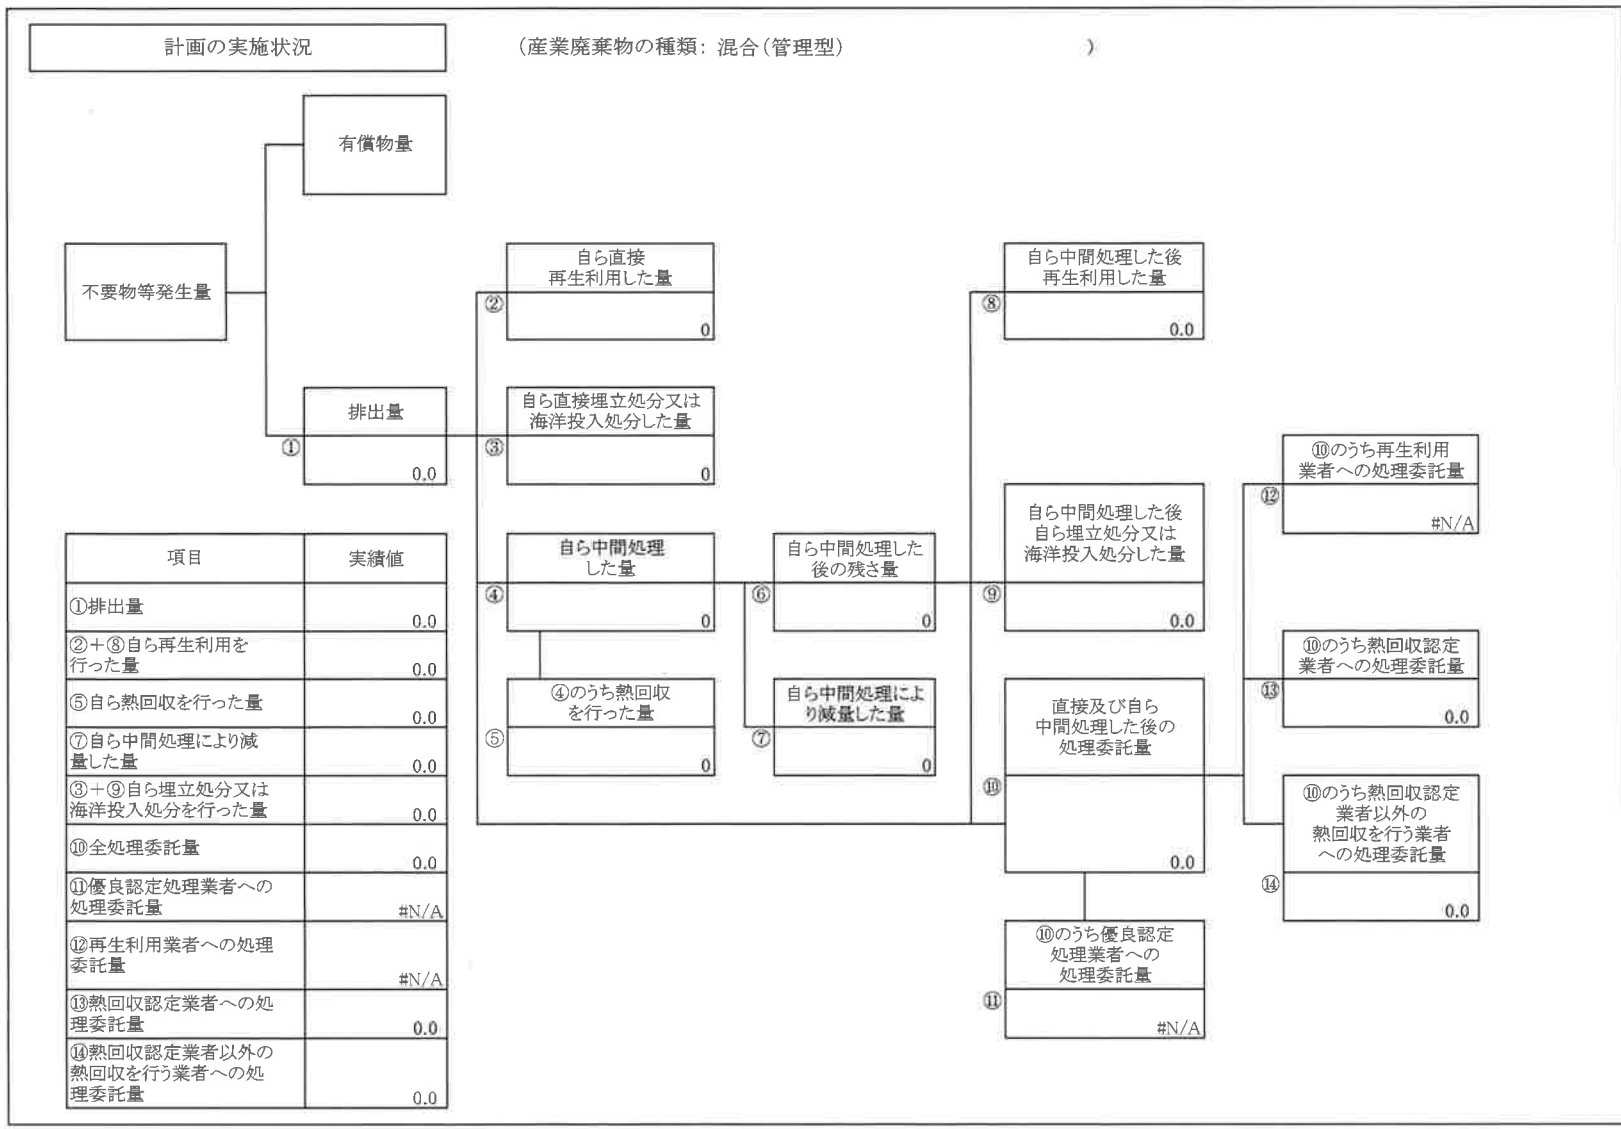 計画の実施状況
（産業廃棄物の種類：混合（管理型）　）
有償物量
不要物等発生量
自ら直接
再生利用した量
②
0
自ら中間処理した後
再生利用した量
⑧
0.0
排出量
①
0.0
自ら直接埋立処分又は
海洋投入処分した量
③
0
⑩のうち再生利用
業者への処理委託量
⑫
#N/A
自ら中間処理
した量
④
0
自ら中間処理した
後の残さ量
⑥
0
自ら中間処理した後
自ら埋立処分又は
海洋投入処分した量
⑨
0.0
⑩のうち熱回収認定
業者への処理委託量
⑬
0.0
④のうち熱回収
を行った量
⑤
0
自ら中間処理によ
り減量した量
⑦
0
直接及び自ら
中間処理した後の
処理委託量
⑩
0.0
⑩のうち熱回収認定
業者以外の
熱回収を行う業者
への処理委託量
⑭
0.0
⑩のうち優良認定
処理業者への
処理委託量
⑪
#N/A
項目 実績値
①排出量
0.0
②＋⑧自ら再生利用を
行った量
0.0
⑤自ら熱回収を行った量
0.0
⑦自ら中間処理により減
量した量
0.0
③＋⑨自ら埋立処分又は
海洋投入処分を行った量
0.0
⑩全処理委託量
0.0
⑪優良認定処理業者への
処理委託量
#N/A
⑫再生利用業者への処理
委託量
#N/A
⑬熱回収認定業者への処
理委託量
0.0
⑭熱回収認定業者以外の
熱回収を行う業者への処
理委託量
0.0